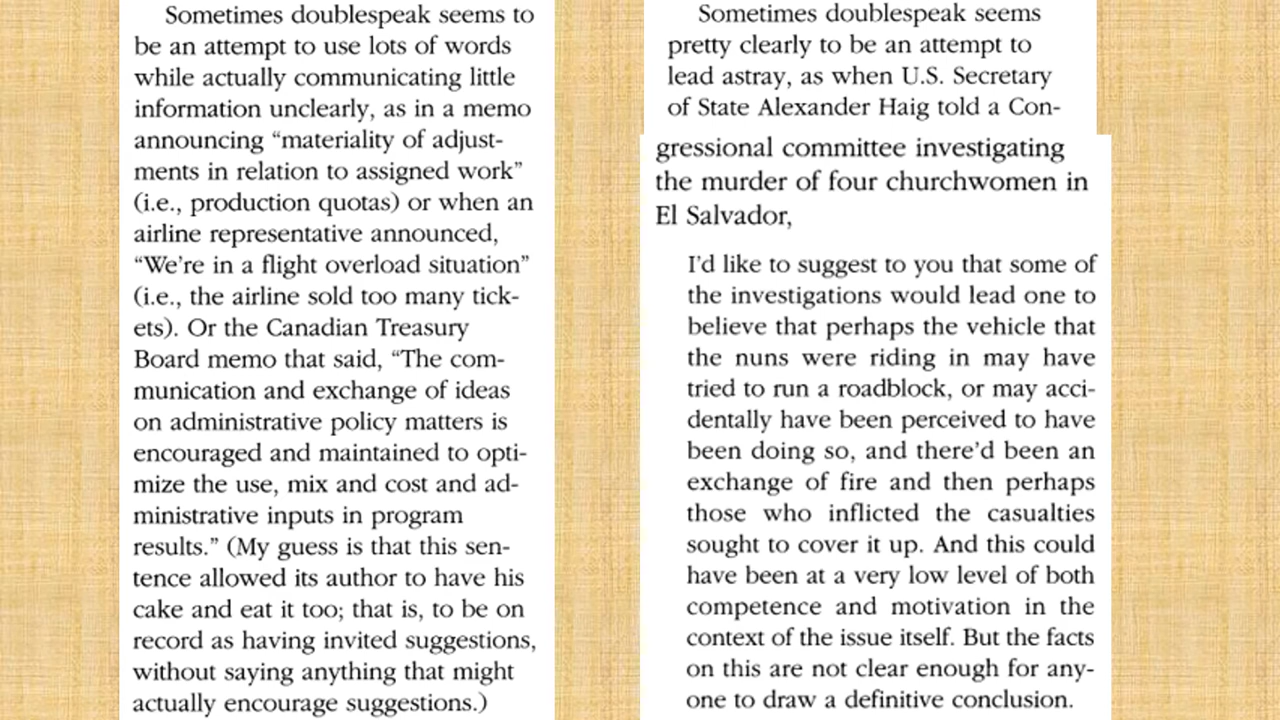 Sometimes doublespeak seems to
be an attempt to use lots of words
while actually communicating little
information unclearly, as in a memo
announcing “materiality of adjust-
ments in relation to assigned work”
(i.e., production quotas) or when an
airline representative announced,
“We’re in a flight overload situation”
(i.e., the airline sold too many tick-
ets). Or the Canadian Treasury
Board memo that said, “The com-
munication and exchange of ideas
on administrative policy matters is
encouraged and maintained to opti-
mize the use, mix and cost and ad-
ministrative inputs in program
results.” (My guess is that this sen-
tence allowed its author to have his
cake and eat it too; that is, to be on
record as having invited suggestions,
without saying anything that might
actually encourage suggestions.)
Sometimes doublespeak seems
pretty clearly to be an attempt to
lead astray, as when U.S. Secretary
of State Alexander Haig told a Con-
gressional committee investigating
the murder of four churchwomen in
El Salvador,
I’d like to suggest to you that some of
the investigations would lead one to
believe that perhaps the vehicle that
the nuns were riding in may have
tried to run a roadblock, or may acci-
dentally have been perceived to have
been doing so, and there’d been an
exchange of fire and then perhaps
those who inflicted the casualties
sought to cover it up. And this could
have been at a very low level of both
competence and motivation in the
context of the issue itself. But the facts
on this are not clear enough for any-
one to draw a definitive conclusion.